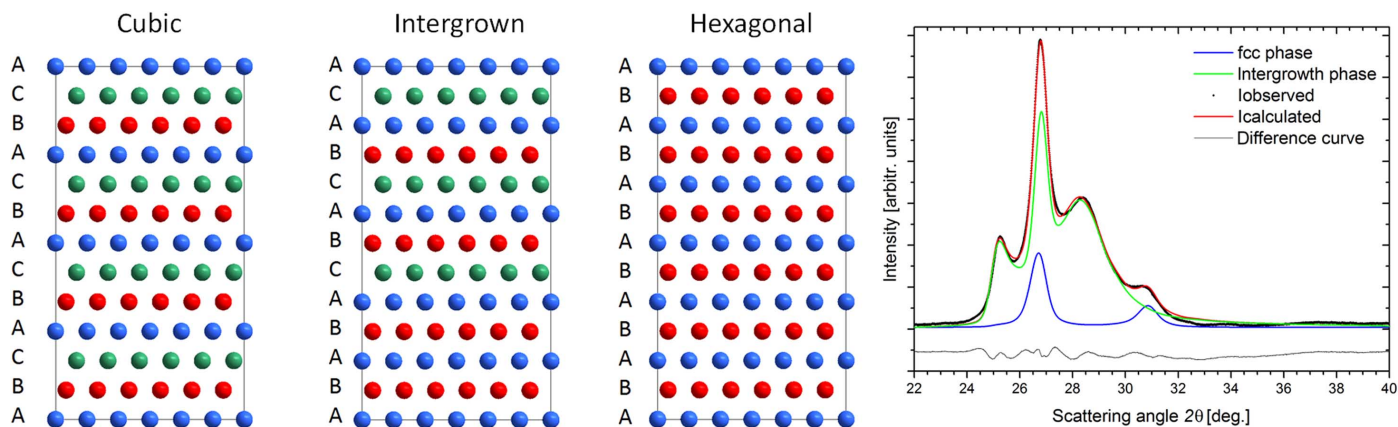 Cubic
A
C
B
A
C
B
A
C
B
A
C
B
A
Intergrown
A
C
A
B
C
A
B
C
A
B
A
B
A
Hexagonal
A
B
A
B
A
B
A
B
A
B
A
B
A
fcc phase
Intergrowth phase
Iobserved
Icalculated
Difference curve
Intensity [arbitr. units]
22 24 26 28 30 32 34 36 38 40
Scattering angle 2θ [deg.]